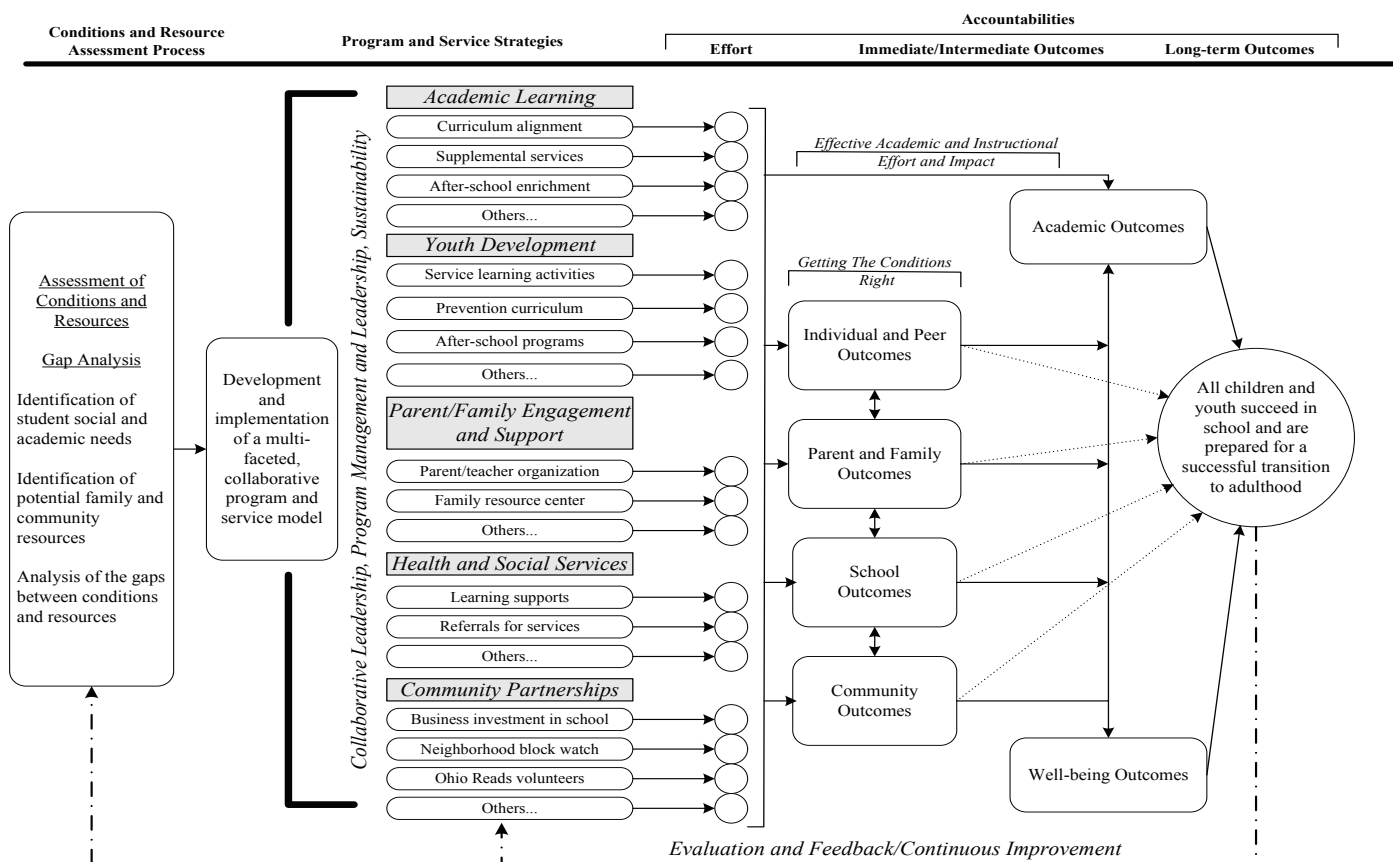 Accountabilities
Conditions and Resource
Assessment Process
Program and Service Strategies
Effort
Immediate/Intermediate Outcomes
Long-term Outcomes
Assessment of
Conditions and
Resources
Gap Analysis
Identification of
student social and
academic needs
Identification of
potential family and
community
resources
Analysis of the gaps
between conditions
and resources
Development
and
implementation
of a multi-
faceted,
collaborative
program and
service model
Collaborative Leadership, Program Management and Leadership, Sustainability
Academic Learning
Curriculum alignment
Supplemental services
After-school enrichment
Others...
Youth Development
Service learning activities
Prevention curriculum
After-school programs
Others...
Parent/Family Engagement
and Support
Parent/teacher organization
Family resource center
Others...
Health and Social Services
Learning supports
Referrals for services
Others...
Community Partnerships
Business investment in school
Neighborhood block watch
Ohio Reads volunteers
Others...
Effective Academic and Instructional
Effort and Impact
Getting The Conditions
Right
Individual and Peer
Outcomes
Parent and Family
Outcomes
School
Outcomes
Community
Outcomes
Academic Outcomes
Well-being Outcomes
All children and
youth succeed in
school and are
prepared for a
successful transition
to adulthood
Evaluation and Feedback/Continuous Improvement